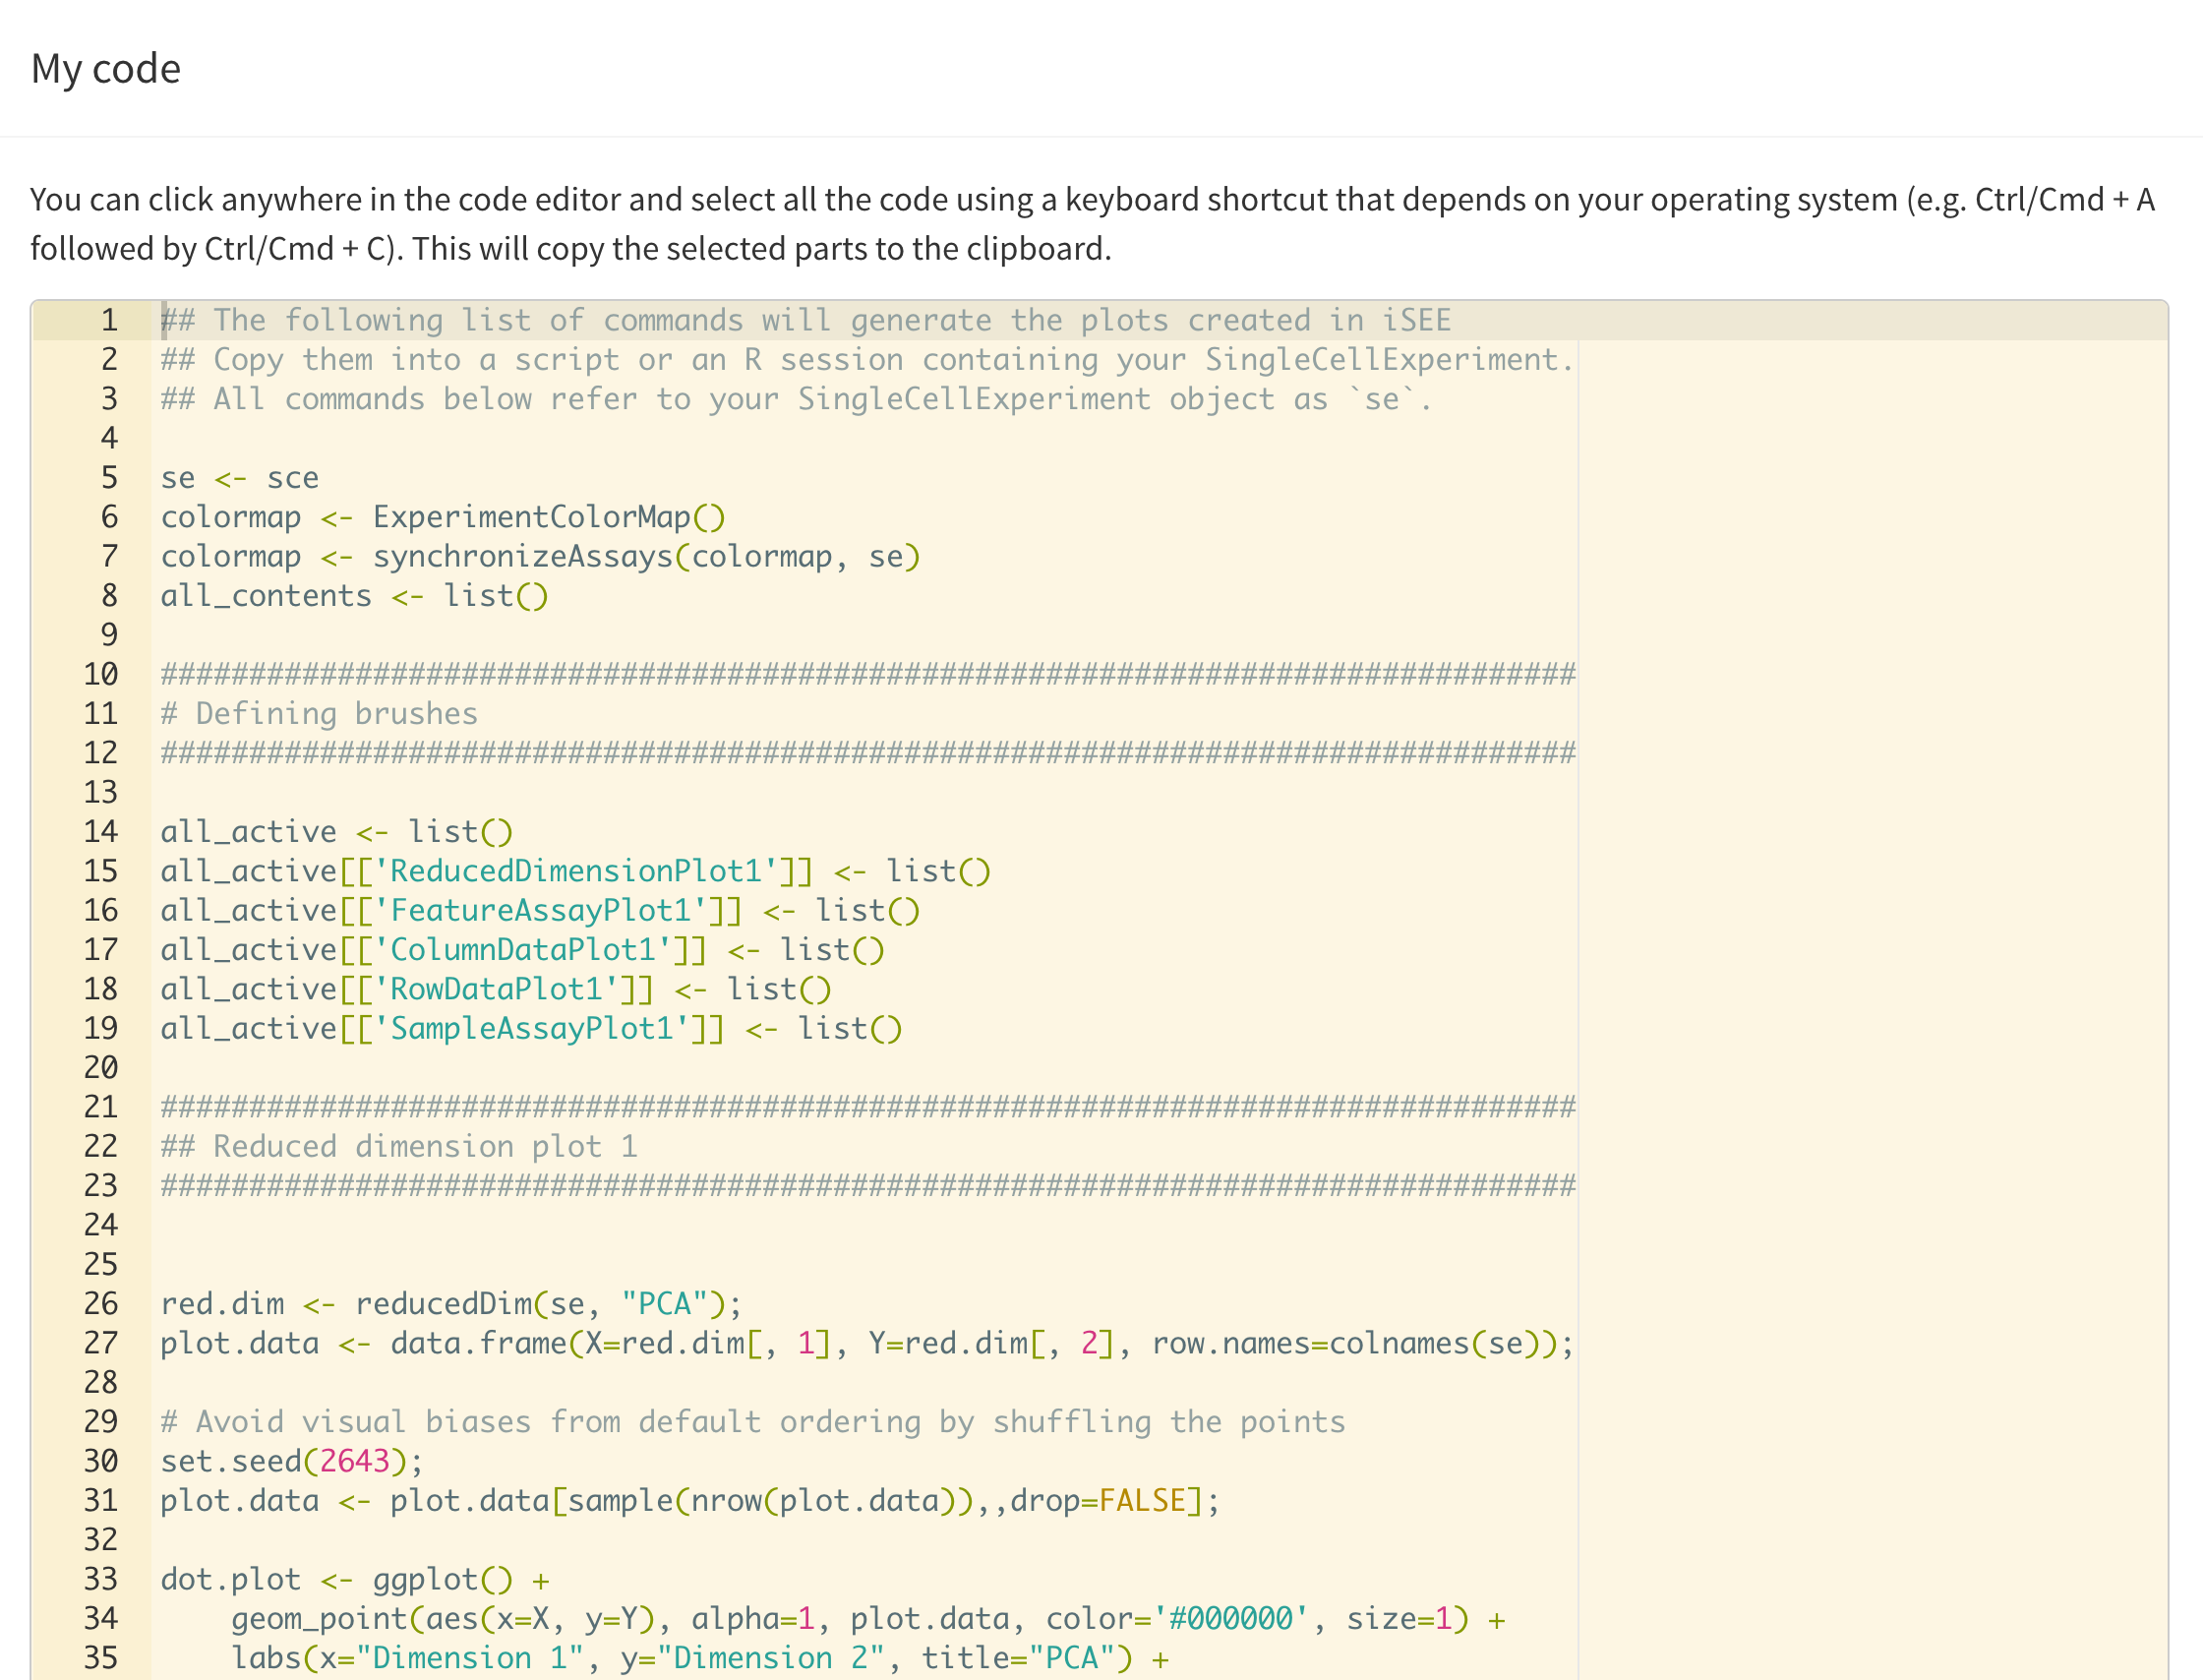 My code
You can click anywhere in the code editor and select all the code using a keyboard shortcut that depends on your operating system (e.g. Ctrl/Cmd + A
followed by Ctrl/Cmd + C). This will copy the selected parts to the clipboard.
1 ## The following list of commands will generate the plots created in iSEE
2 ## Copy them into a script or an R session containing your SingleCellExperiment.
3 ## All commands below refer to your SingleCellExperiment object as `se`.
4
5 se <- sce
6 colormap <- ExperimentColorMap()
7 colormap <- synchronizeAssays(colormap, se)
8 all_contents <- list()
9
10 ################################################################################
11 # Defining brushes
12 ################################################################################
13
14 all_active <- list()
15 all_active[['ReducedDimensionPlot1']] <- list()
16 all_active[['FeatureAssayPlot1']] <- list()
17 all_active[['ColumnDataPlot1']] <- list()
18 all_active[['RowDataPlot1']] <- list()
19 all_active[['SampleAssayPlot1']] <- list()
20
21 ################################################################################
22 ## Reduced dimension plot 1
23 ################################################################################
24
25
26 red.dim <- reducedDim(se, "PCA");
27 plot.data <- data.frame(X=red.dim[, 1], Y=red.dim[, 2], row.names=colnames(se));
28
29 # Avoid visual biases from default ordering by shuffling the points
30 set.seed(2643);
31 plot.data <- plot.data[sample(nrow(plot.data)),,drop=FALSE];
32
33 dot.plot <- ggplot() +
34     geom_point(aes(x=X, y=Y), alpha=1, plot.data, color='#000000', size=1) +
35     labs(x="Dimension 1", y="Dimension 2", title="PCA") +